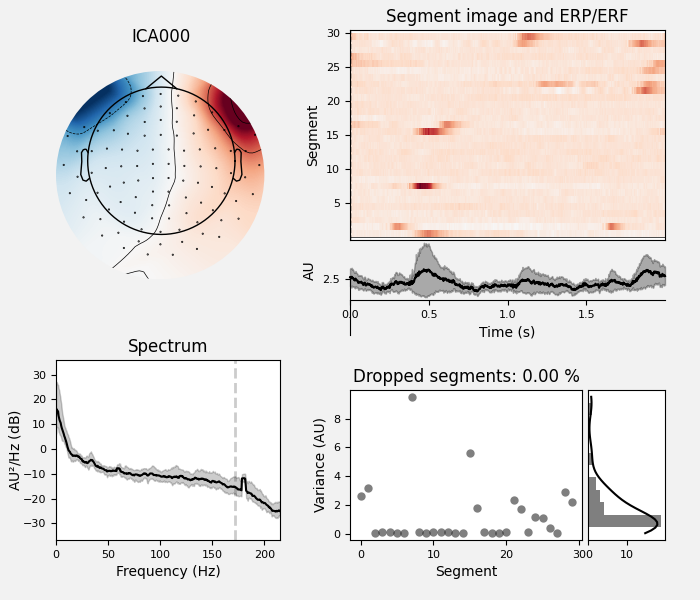 ICA000
Segment image and ERP/ERF
30
25
20
15
10
5
Segment
2.5
AU
0.0 0.5 1.0 1.5
Time (s)
Spectrum
30
20
10
0
−10
−20
−30
AU²/Hz (dB)
0 50 100 150 200
Frequency (Hz)
Dropped segments: 0.00 %
8
6
4
2
0
Variance (AU)
0 10 20 30
Segment
0 10